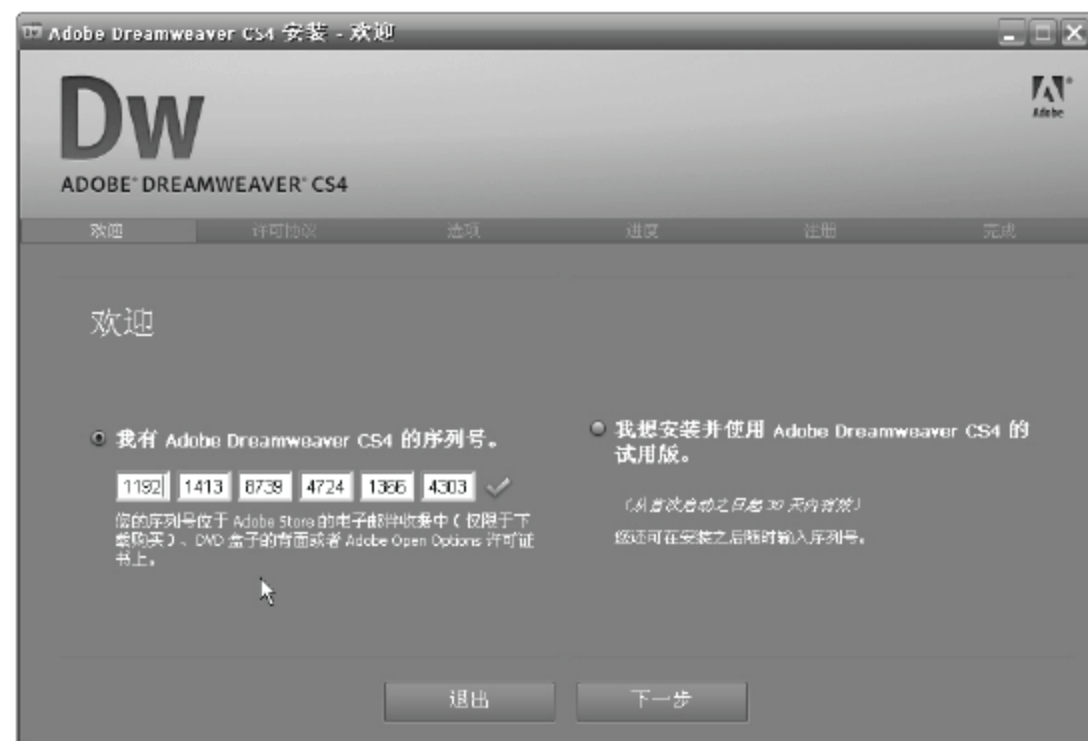 Adobe Dreamweaver CS4 安装 - 欢迎
Dw
Adobe
ADOBE® DREAMWEAVER® CS4
欢迎 许可协议 选项 进度 注册 完成
欢迎
我有 Adobe Dreamweaver CS4 的序列号。
1192 1413 8739 4724 1366 4303
您的序列号位于 Adobe Store 的电子邮件收据中(仅限于下
载购买)、DVD 盒子的背面或者 Adobe Open Options 许可证
书上。
我想安装并使用 Adobe Dreamweaver CS4 的
试用版。
(从首次启动之日起 30 天内有效)
您还可在安装之后随时输入序列号。
退出 下一步